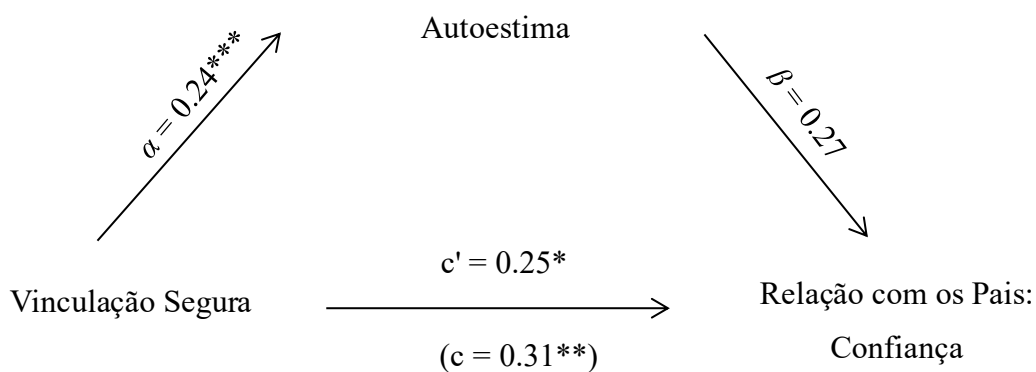 Autoestima
α = 0.24***
β = 0.27
c' = 0.25*
Vinculação Segura
Relação com os Pais:
Confiança
(c = 0.31**)